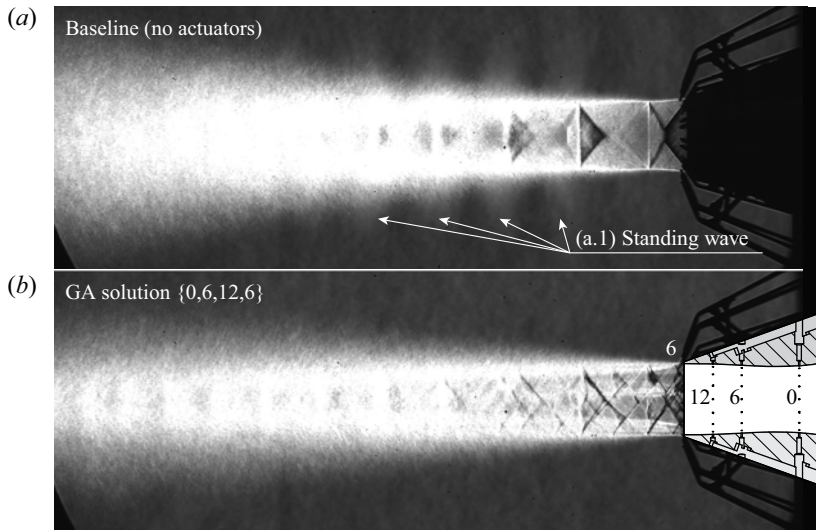 (a)
Baseline (no actuators)
(a.1) Standing wave
(b)
GA solution {0,6,12,6}
6
12 6 0